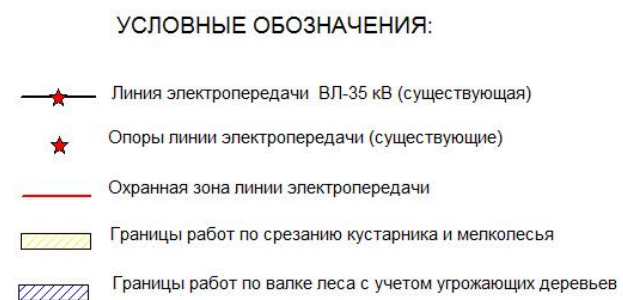 УСЛОВНЫЕ ОБОЗНАЧЕНИЯ:
Линия электропередачи ВЛ-35 кВ (существующая)
Опоры линии электропередачи (существующие)
Охранная зона линии электропередачи
Границы работ по срезанию кустарника и мелколесья
Границы работ по валке леса с учетом угрожающих деревьев